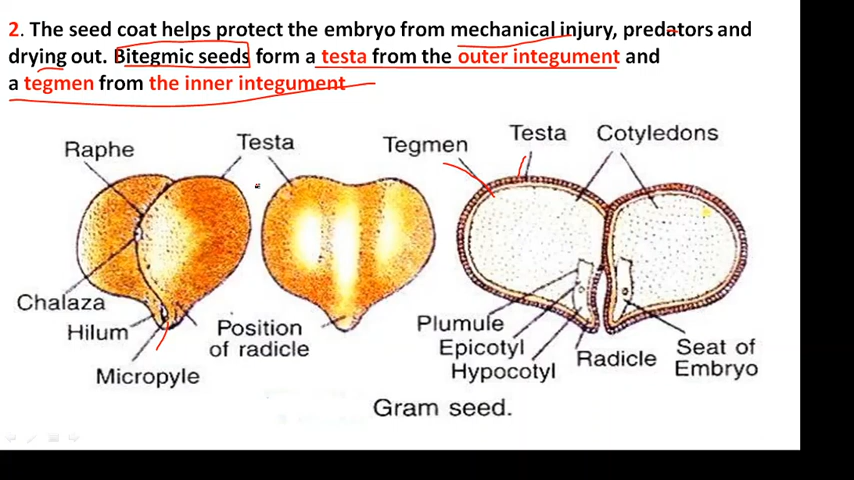 2. The seed coat helps protect the embryo from mechanical injury, predators and
drying out. Bitegmic seeds form a testa from the outer integument and
a tegmen from the inner integument
Raphe
Testa
Tegmen
Testa
Cotyledons
Chalaza
Hilum
Micropyle
Position
of radicle
Plumule
Epicotyl
Hypocotyl
Radicle
Seat of
Embryo
Gram seed.